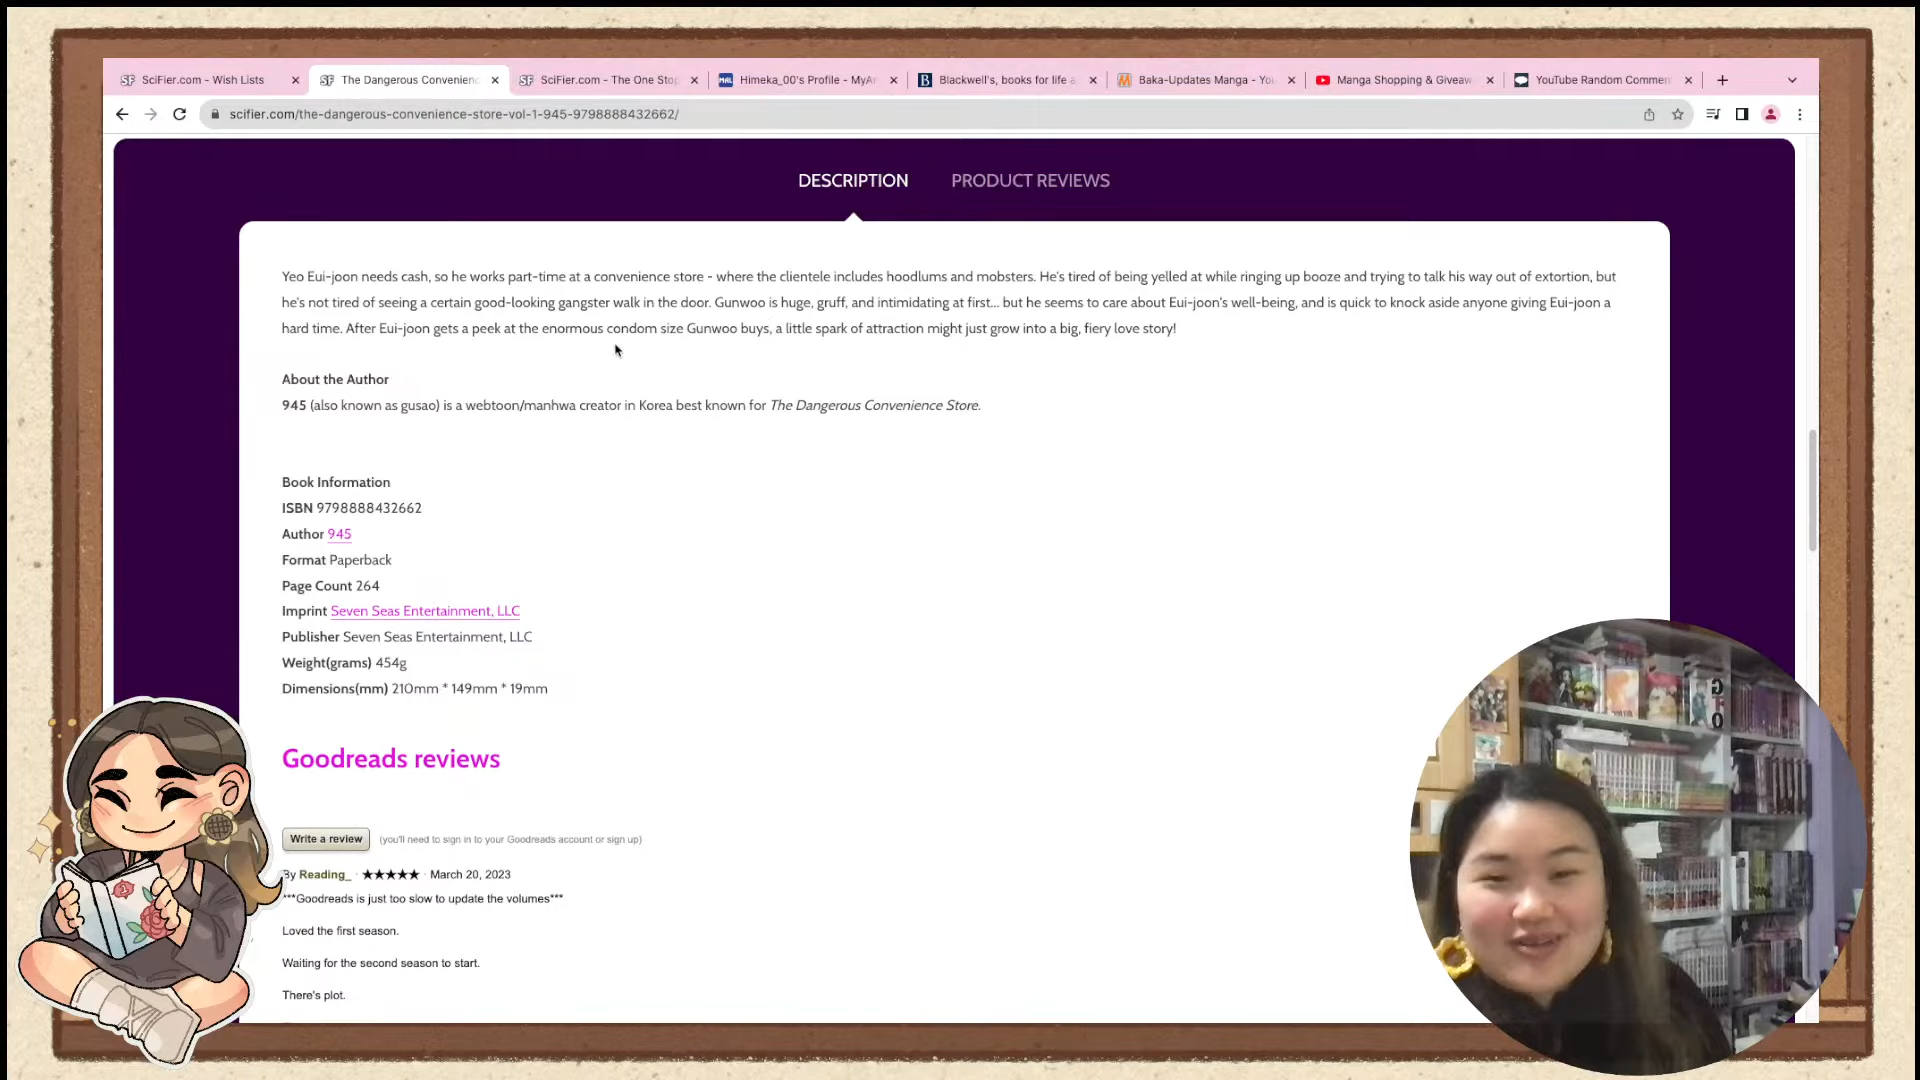 SF SciFier.com - Wish Lists
SF The Dangerous Convenienc
SF SciFier.com - The One Stop
MAL Himeka_00's Profile - MyAn
B Blackwell's, books for life a
M Baka-Updates Manga - You
Manga Shopping & Giveaw
YouTube Random Commen
scifier.com/the-dangerous-convenience-store-vol-1-945-9798888432662/
DESCRIPTION PRODUCT REVIEWS
Yeo Eui-joon needs cash, so he works part-time at a convenience store - where the clientele includes hoodlums and mobsters. He's tired of being yelled at while ringing up booze and trying to talk his way out of extortion, but
he's not tired of seeing a certain good-looking gangster walk in the door. Gunwoo is huge, gruff, and intimidating at first... but he seems to care about Eui-joon's well-being, and is quick to knock aside anyone giving Eui-joon a
hard time. After Eui-joon gets a peek at the enormous condom size Gunwoo buys, a little spark of attraction might just grow into a big, fiery love story!
About the Author
945 (also known as gusao) is a webtoon/manhwa creator in Korea best known for The Dangerous Convenience Store.
Book Information
ISBN 9798888432662
Author 945
Format Paperback
Page Count 264
Imprint Seven Seas Entertainment, LLC
Publisher Seven Seas Entertainment, LLC
Weight(grams) 454g
Dimensions(mm) 210mm * 149mm * 19mm
Goodreads reviews
Write a review (you'll need to sign in to your Goodreads account or sign up)
By Reading_ · ★★★★★ · March 20, 2023
***Goodreads is just too slow to update the volumes***
Loved the first season.
Waiting for the second season to start.
There's plot.